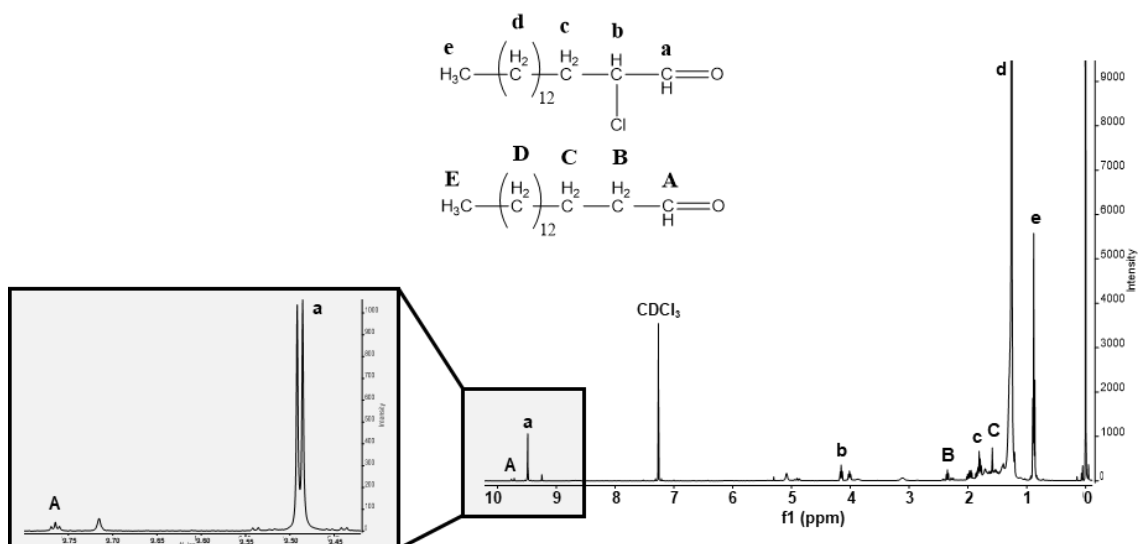 d c b a
e H₂ H₂ H
H₃C C C C C O
12 H
Cl
D C B A
E H₂ H₂ H₂
H₃C C C C C O
12 H
d
e
CDCl₃
a
A
b
B
c
C
9000
8000
7000
6000
5000
4000
3000
2000
1000
0
Intensity
10 9 8 7 6 5 4 3 2 1 0
f1 (ppm)
a
A
1000
900
800
700
600
500
400
300
200
100
0
Intensity
9.75 9.70 9.65 9.60 9.55 9.50 9.45